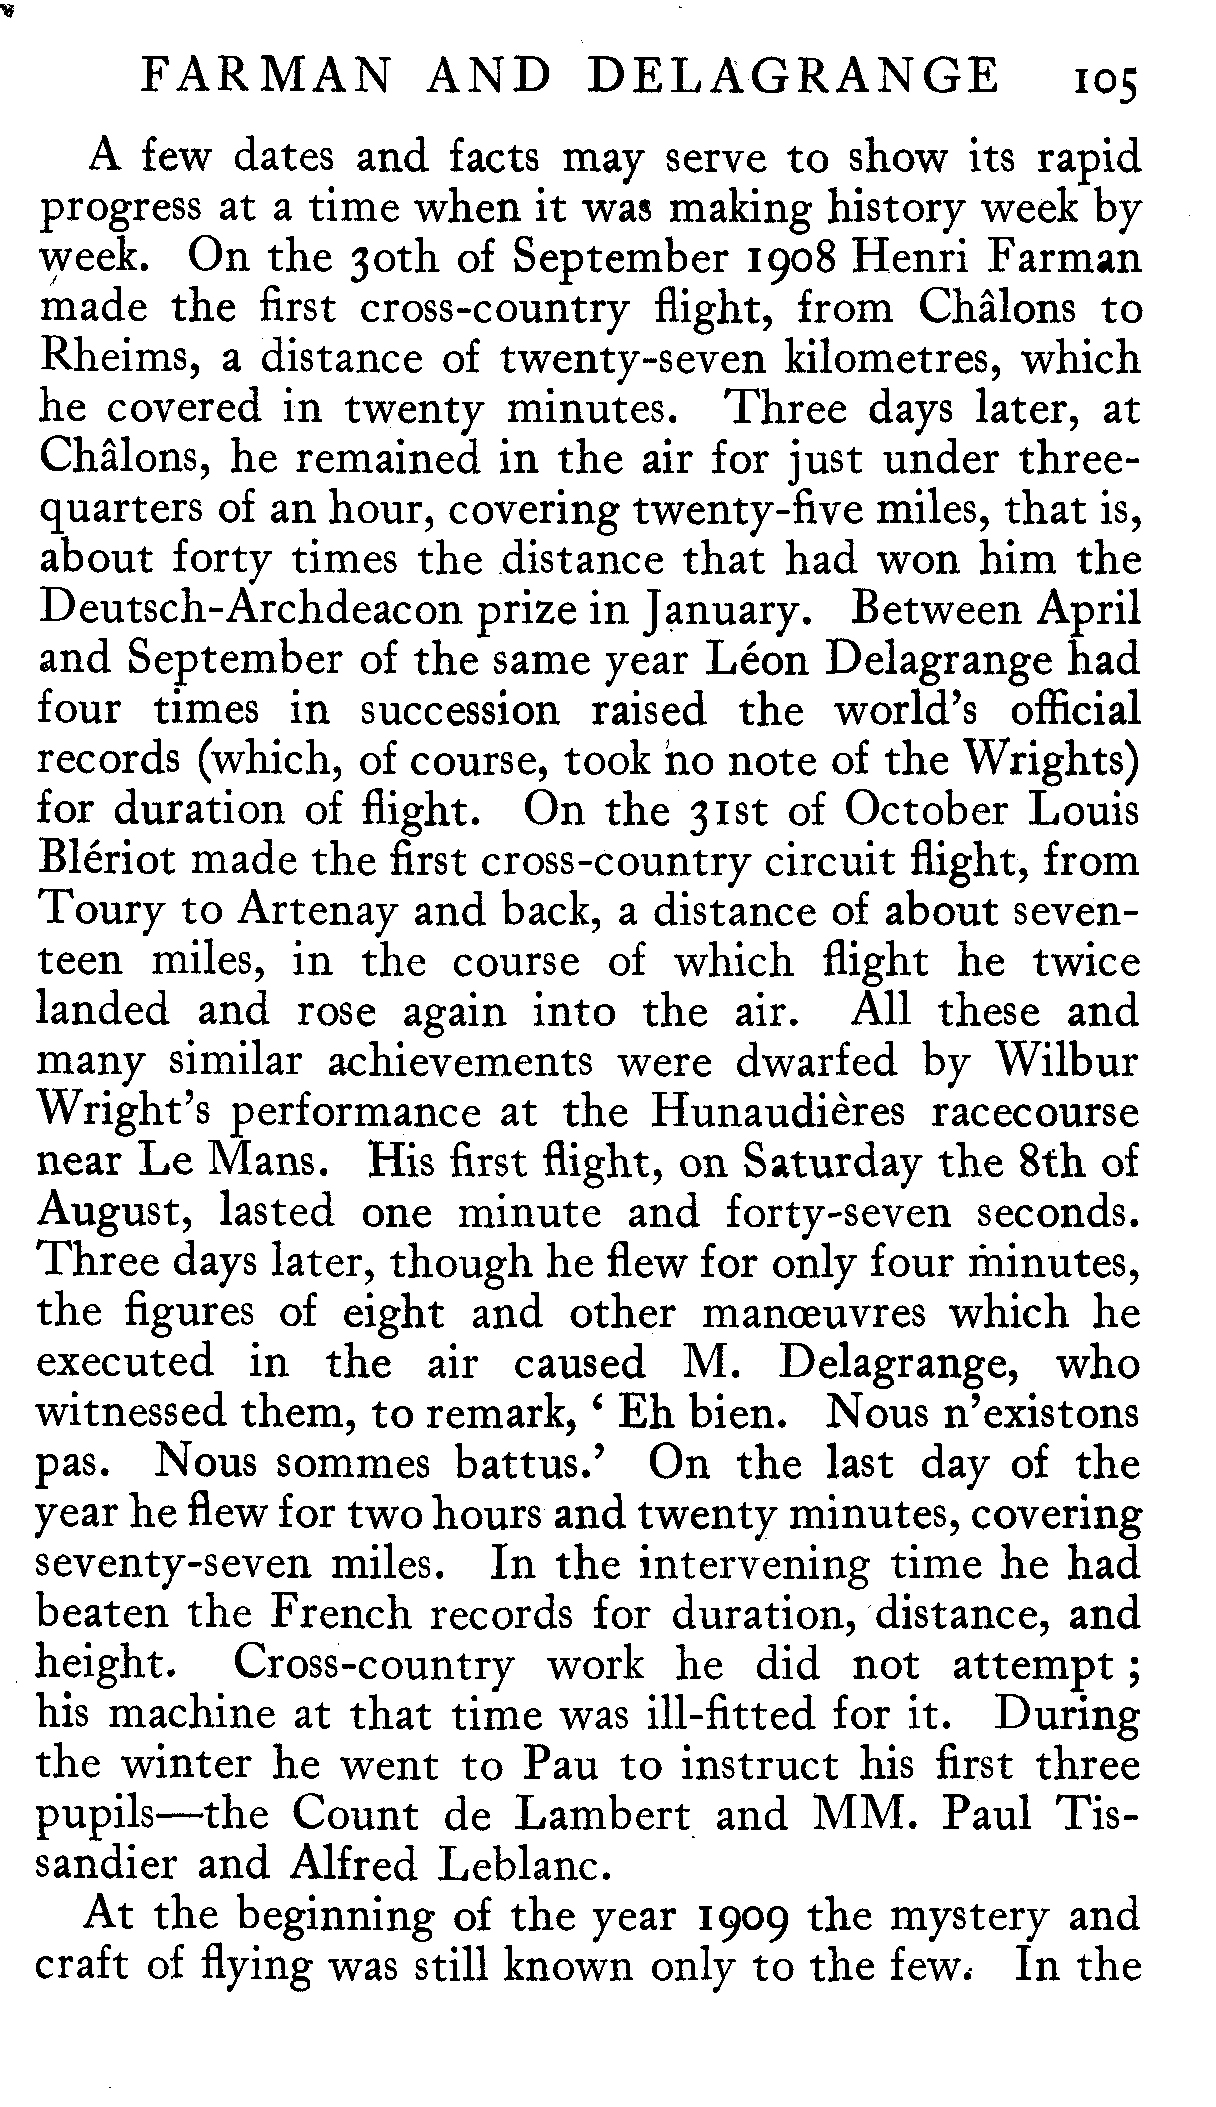 FARMAN AND DELAGRANGE 105
A few dates and facts may serve to show its rapid
progress at a time when it was making history week by
week. On the 30th of September 1908 Henri Farman
made the first cross-country flight, from Châlons to
Rheims, a distance of twenty-seven kilometres, which
he covered in twenty minutes. Three days later, at
Châlons, he remained in the air for just under three-
quarters of an hour, covering twenty-five miles, that is,
about forty times the distance that had won him the
Deutsch-Archdeacon prize in January. Between April
and September of the same year Léon Delagrange had
four times in succession raised the world's official
records (which, of course, took no note of the Wrights)
for duration of flight. On the 31st of October Louis
Blériot made the first cross-country circuit flight, from
Toury to Artenay and back, a distance of about seven-
teen miles, in the course of which flight he twice
landed and rose again into the air. All these and
many similar achievements were dwarfed by Wilbur
Wright's performance at the Hunaudières racecourse
near Le Mans. His first flight, on Saturday the 8th of
August, lasted one minute and forty-seven seconds.
Three days later, though he flew for only four minutes,
the figures of eight and other manœuvres which he
executed in the air caused M. Delagrange, who
witnessed them, to remark, ‘ Eh bien. Nous n'existons
pas. Nous sommes battus.’ On the last day of the
year he flew for two hours and twenty minutes, covering
seventy-seven miles. In the intervening time he had
beaten the French records for duration, distance, and
height. Cross-country work he did not attempt ;
his machine at that time was ill-fitted for it. During
the winter he went to Pau to instruct his first three
pupils—the Count de Lambert and MM. Paul Tis-
sandier and Alfred Leblanc.
At the beginning of the year 1909 the mystery and
craft of flying was still known only to the few. In the